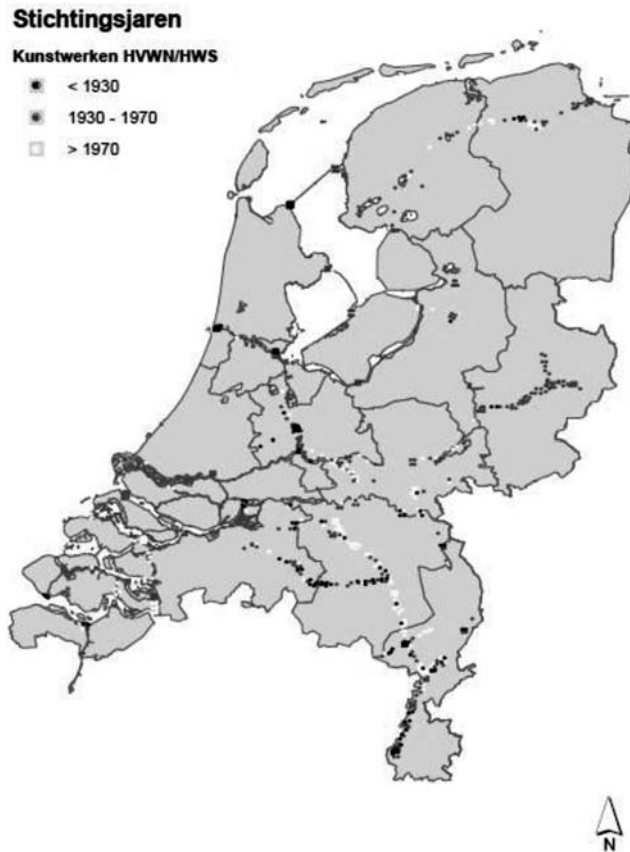 Stichtingsjaren
Kunstwerken HVWN/HWS
< 1930
1930 - 1970
> 1970
N